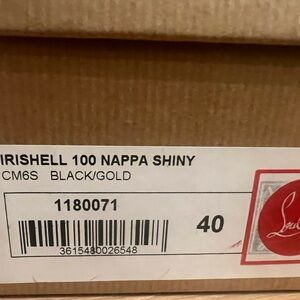 IRISHELL 100 NAPPA SHINY
CM6S BLACK/GOLD
1180071
40
3615480026548